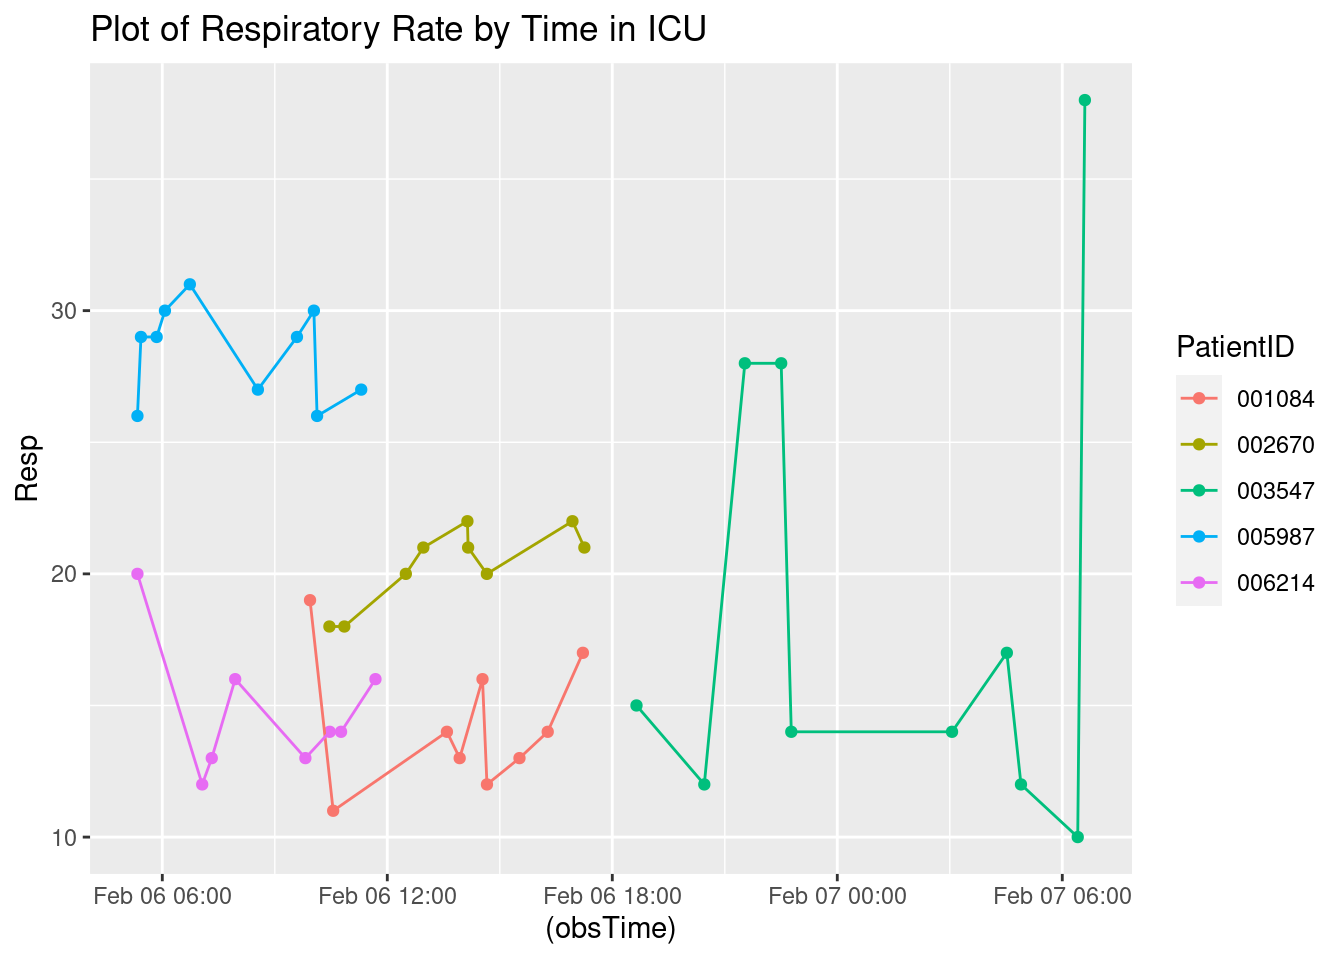 Plot of Respiratory Rate by Time in ICU
Resp
30
20
10
Feb 06 06:00
Feb 06 12:00
Feb 06 18:00
Feb 07 00:00
Feb 07 06:00
(obsTime)
PatientID
001084
002670
003547
005987
006214